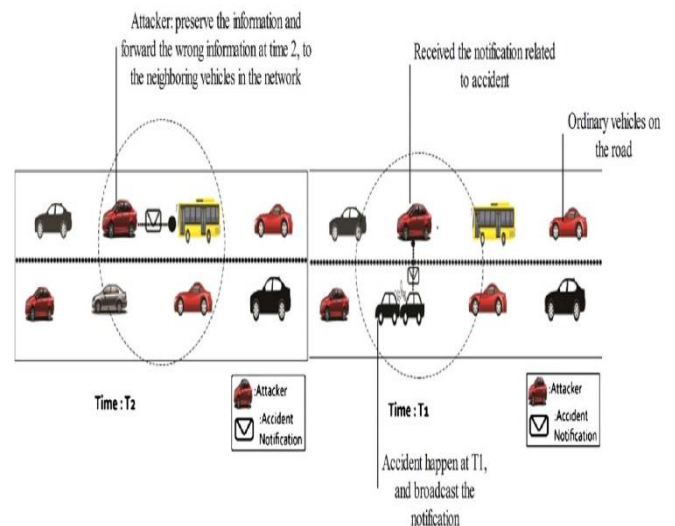 Attacker: preserve the information and
forward the wrong information at time 2, to
the neighboring vehicles in the network
Received the notification related
to accident
Ordinary vehicles on
the road
Time : T2
:Attacker
:Accident
Notification
Time : T1
:Attacker
:Accident
Notification
Accident happen at T1,
and broadcast the
notification